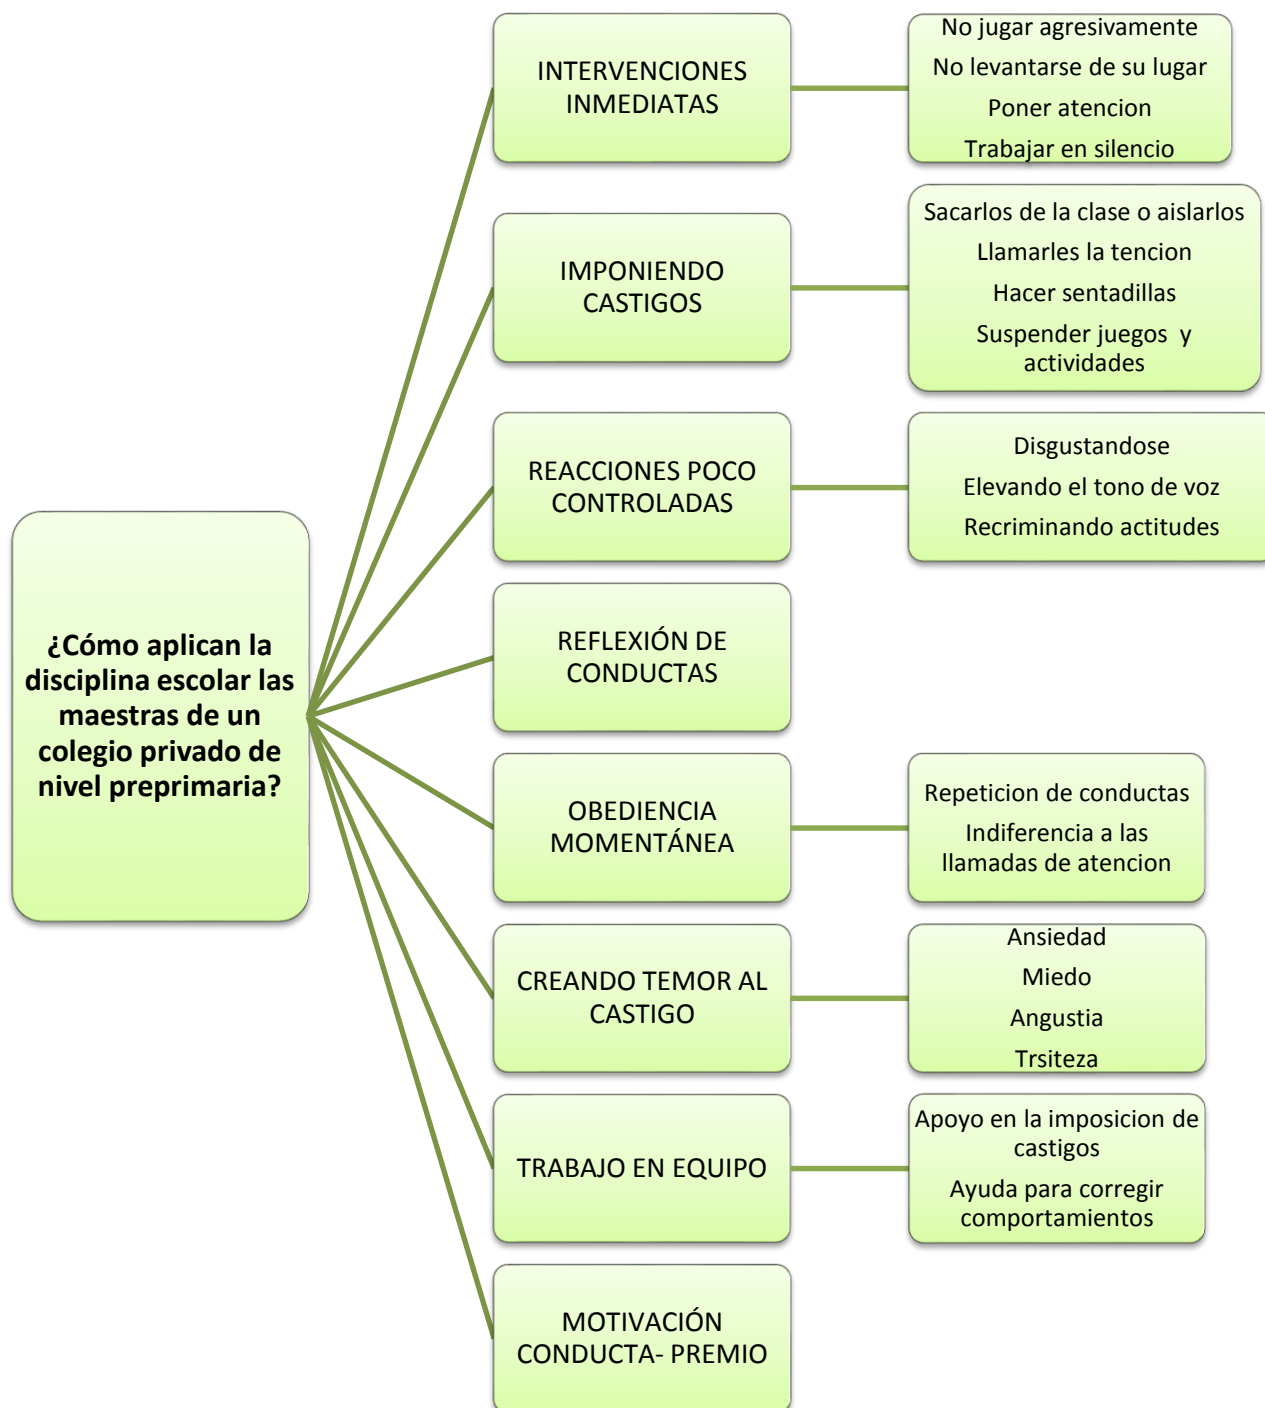 INTERVENCIONES
INMEDIATAS
No jugar agresivamente
No levantarse de su lugar
Poner atencion
Trabajar en silencio
IMPONIENDO
CASTIGOS
Sacarlos de la clase o aislarlos
Llamarles la tencion
Hacer sentadillas
Suspender juegos y
actividades
REACCIONES POCO
CONTROLADAS
Disgustandose
Elevando el tono de voz
Recriminando actitudes
¿Cómo aplican la
disciplina escolar las
maestras de un
colegio privado de
nivel preprimaria?
REFLEXIÓN DE
CONDUCTAS
OBEDIENCIA
MOMENTÁNEA
Repeticion de conductas
Indiferencia a las
llamadas de atencion
CREANDO TEMOR AL
CASTIGO
Ansiedad
Miedo
Angustia
Trsiteza
TRABAJO EN EQUIPO
Apoyo en la imposicion de
castigos
Ayuda para corregir
comportamientos
MOTIVACIÓN
CONDUCTA- PREMIO